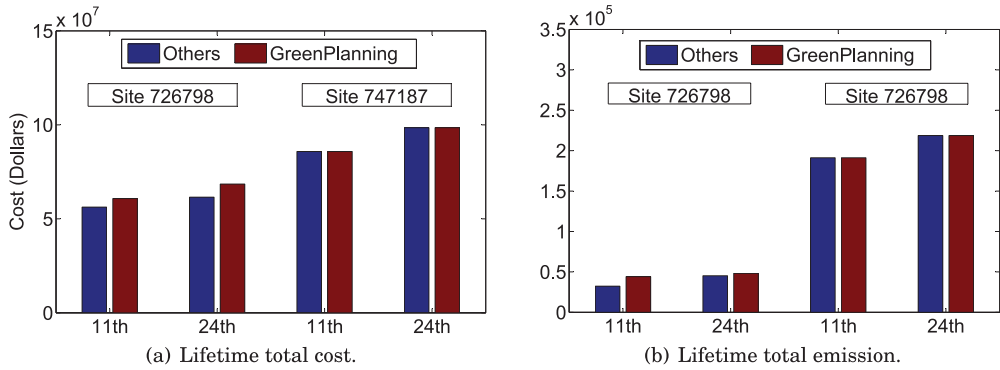 x 10^7
15
Others GreenPlanning
Site 726798 Site 747187
10
5
0
Cost (Dollars)
11th 24th 11th 24th
(a) Lifetime total cost.
x 10^5
3.5
3
2.5
2
1.5
1
0.5
0
Others GreenPlanning
Site 726798 Site 726798
11th 24th 11th 24th
(b) Lifetime total emission.